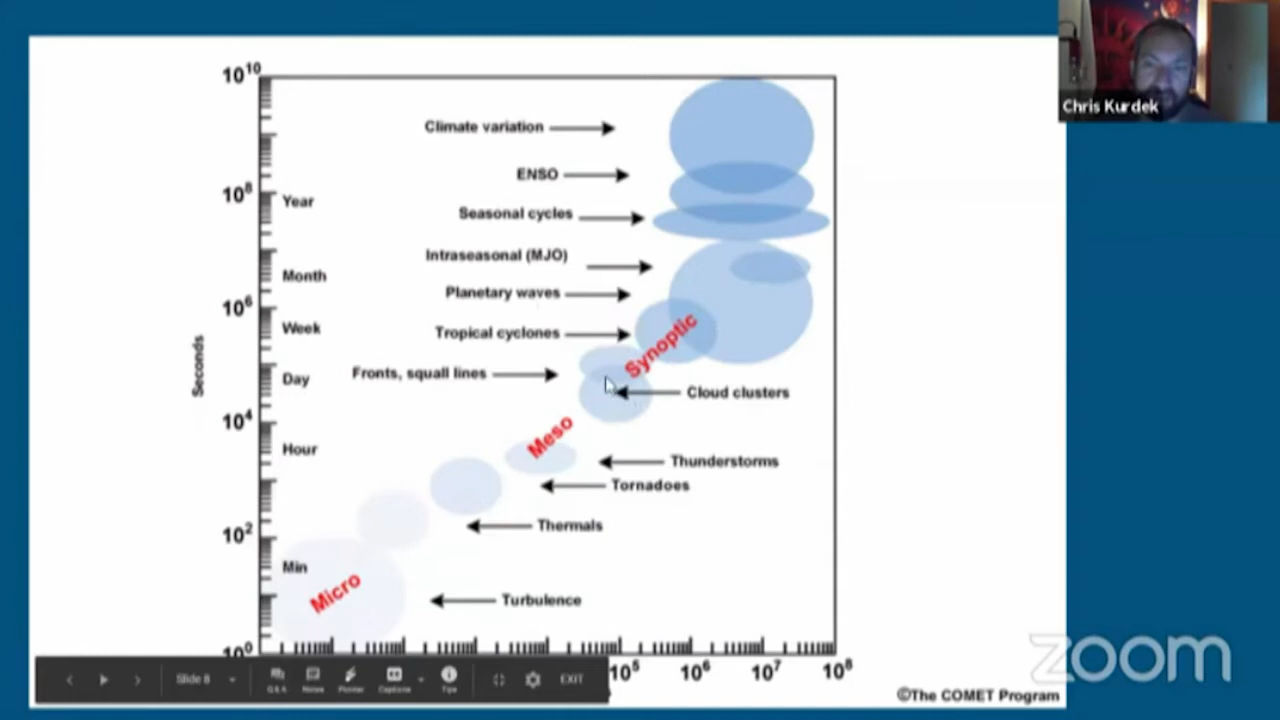 Chris Kurdek
10^10
Climate variation
ENSO
10^8
Year
Seasonal cycles
Intraseasonal (MJO)
Month
Planetary waves
10^6
Week
Tropical cyclones
Synoptic
Seconds
Day
Fronts, squall lines
Cloud clusters
10^4
Meso
Hour
Thunderstorms
Tornadoes
10^2
Thermals
Min
Micro
Turbulence
10^0
10^5 10^6 10^7 10^8
Slide 8
Q&A Notes Pointer Captions Tips
EXIT
©The COMET Program
zoom